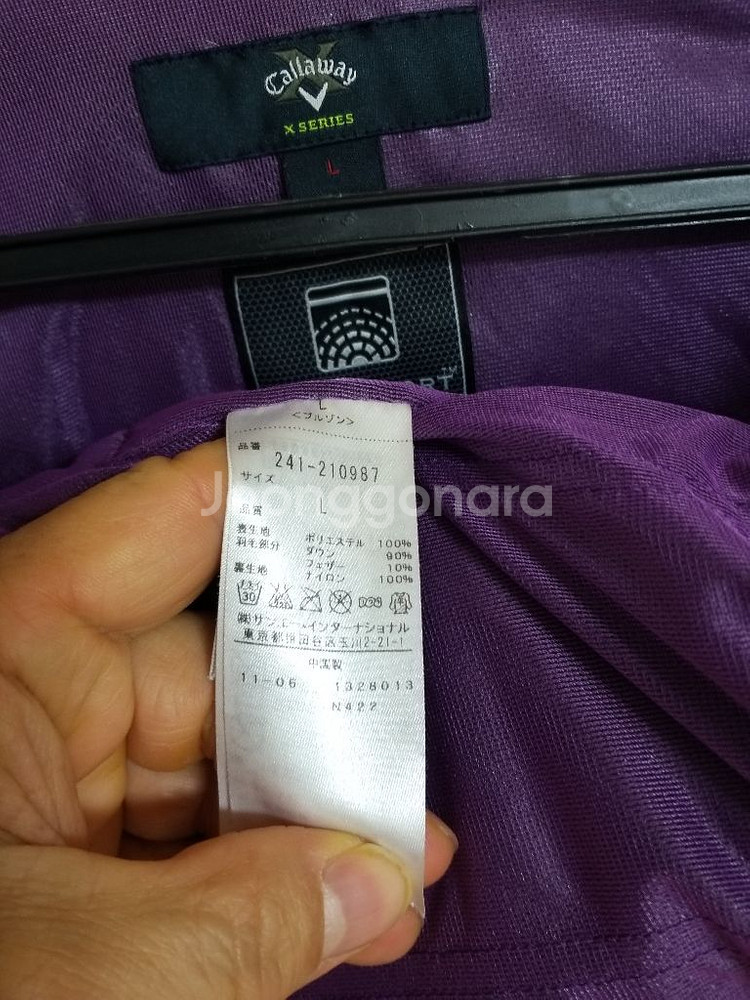 Callaway
X SERIES
L
L
<ブルゾン>
品番
241-210987
サイズ
Joonggonara
品質 L
表生地 ポリエステル 100%
羽毛部分 ダウン 90%
フェザー 10%
裏生地 ナイロン 100%
30
(株)サンエー・インターナショナル
東京都世田谷区玉川2-21-1
中国製
11-06 1328013
N422